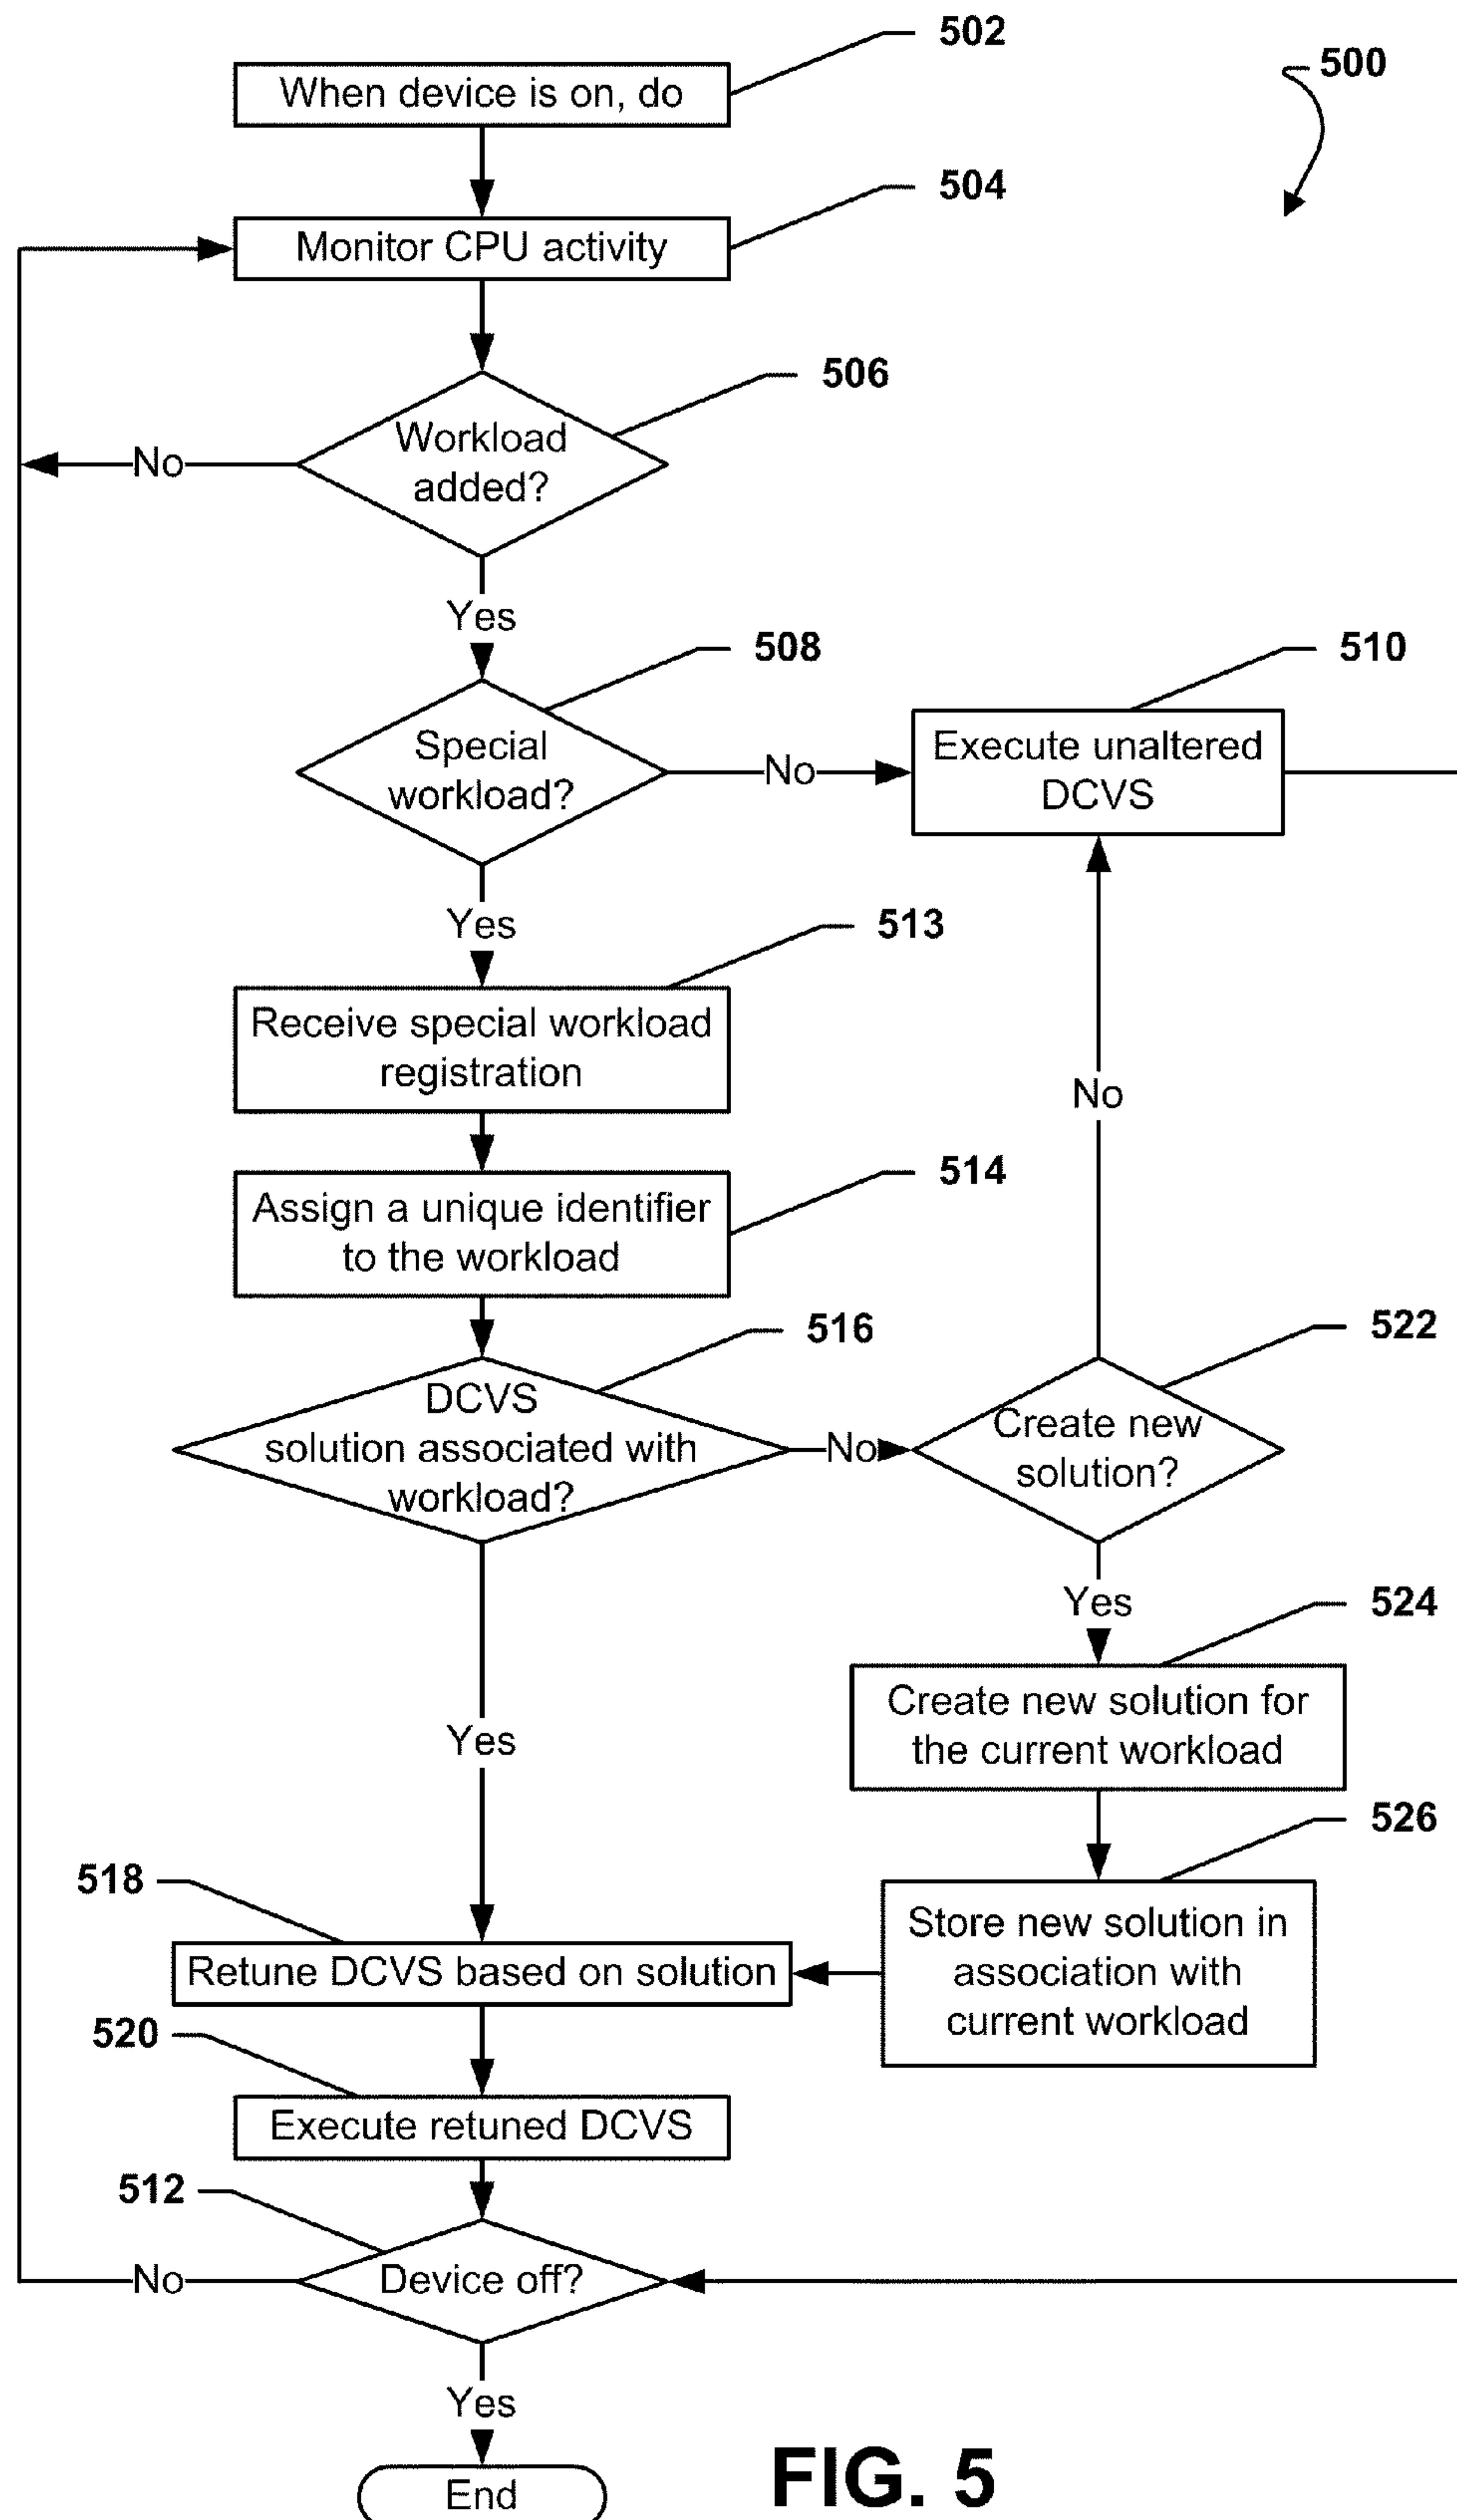 502
When device is on, do
500
504
Monitor CPU activity
506
Workload
added?
No
Yes
508
Special
workload?
No
510
Execute unaltered
DCVS
Yes
513
Receive special workload
registration
No
514
Assign a unique identifier
to the workload
516
DCVS
solution associated with
workload?
No
522
Create new
solution?
Yes
524
Create new solution for
the current workload
Yes
526
Store new solution in
association with
current workload
518
Retune DCVS based on solution
520
Execute retuned DCVS
512
Device off?
No
Yes
End
FIG. 5